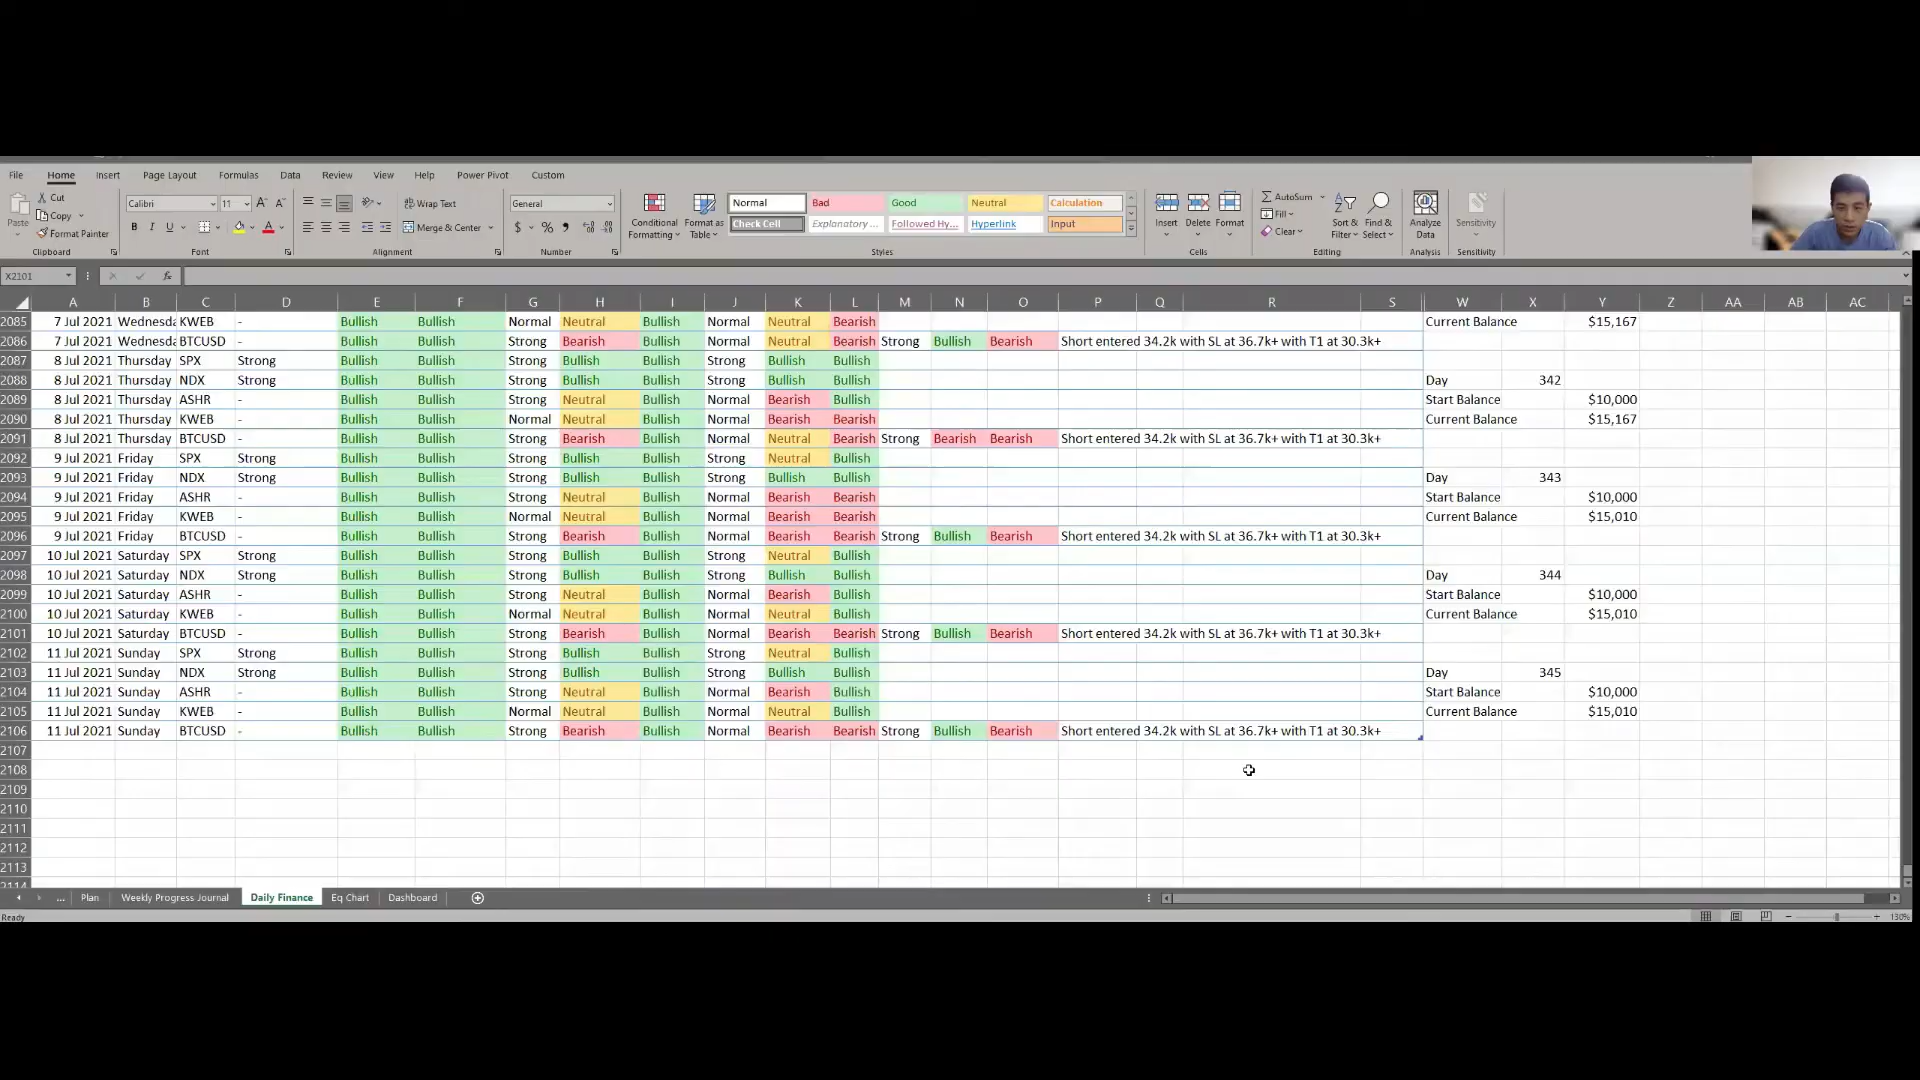 File Home Insert Page Layout Formulas Data Review View Help Power Pivot Custom
Cut Calibri 11 Wrap Text General Normal Bad Good Neutral Calculation AutoSum
Paste Copy Conditional Formatting Format as Table Check Cell Explanatory ... Followed Hy... Hyperlink Input Insert Delete Format Fill Sort & Filter Find & Select Analyze Data Sensitivity
Format Painter B I U Merge & Center $ % Clear
Clipboard Font Alignment Number Styles Cells Editing Analysis Sensitivity
X2101 fx
A B C D E F G H I J K L M N O P Q R S W X Y Z AA AB AC
2085 7 Jul 2021 Wednesda KWEB - Bullish Bullish Normal Neutral Bullish Normal Neutral Bearish Current Balance $15,167
2086 7 Jul 2021 Wednesda BTCUSD - Bullish Bullish Strong Bearish Bullish Normal Neutral Bearish Strong Bullish Bearish Short entered 34.2k with SL at 36.7k+ with T1 at 30.3k+
2087 8 Jul 2021 Thursday SPX Strong Bullish Bullish Strong Bullish Bullish Strong Bullish Bullish
2088 8 Jul 2021 Thursday NDX Strong Bullish Bullish Strong Bullish Bullish Strong Bullish Bullish Day 342
2089 8 Jul 2021 Thursday ASHR - Bullish Bullish Strong Neutral Bullish Normal Bearish Bullish Start Balance $10,000
2090 8 Jul 2021 Thursday KWEB - Bullish Bullish Normal Neutral Bullish Normal Bearish Bearish Current Balance $15,167
2091 8 Jul 2021 Thursday BTCUSD - Bullish Bullish Strong Bearish Bullish Normal Neutral Bearish Strong Bearish Bearish Short entered 34.2k with SL at 36.7k+ with T1 at 30.3k+
2092 9 Jul 2021 Friday SPX Strong Bullish Bullish Strong Bullish Bullish Strong Neutral Bullish
2093 9 Jul 2021 Friday NDX Strong Bullish Bullish Strong Bullish Bullish Strong Bullish Bullish Day 343
2094 9 Jul 2021 Friday ASHR - Bullish Bullish Strong Neutral Bullish Normal Bearish Bearish Start Balance $10,000
2095 9 Jul 2021 Friday KWEB - Bullish Bullish Normal Neutral Bullish Normal Bearish Bearish Current Balance $15,010
2096 9 Jul 2021 Friday BTCUSD - Bullish Bullish Strong Bearish Bullish Normal Bearish Bearish Strong Bullish Bearish Short entered 34.2k with SL at 36.7k+ with T1 at 30.3k+
2097 10 Jul 2021 Saturday SPX Strong Bullish Bullish Strong Bullish Bullish Strong Neutral Bullish
2098 10 Jul 2021 Saturday NDX Strong Bullish Bullish Strong Bullish Bullish Strong Bullish Bullish Day 344
2099 10 Jul 2021 Saturday ASHR - Bullish Bullish Strong Neutral Bullish Normal Bearish Bullish Start Balance $10,000
2100 10 Jul 2021 Saturday KWEB - Bullish Bullish Normal Neutral Bullish Normal Neutral Bullish Current Balance $15,010
2101 10 Jul 2021 Saturday BTCUSD - Bullish Bullish Strong Bearish Bullish Normal Bearish Bearish Strong Bullish Bearish Short entered 34.2k with SL at 36.7k+ with T1 at 30.3k+
2102 11 Jul 2021 Sunday SPX Strong Bullish Bullish Strong Bullish Bullish Strong Neutral Bullish
2103 11 Jul 2021 Sunday NDX Strong Bullish Bullish Strong Bullish Bullish Strong Bullish Bullish Day 345
2104 11 Jul 2021 Sunday ASHR - Bullish Bullish Strong Neutral Bullish Normal Bearish Bullish Start Balance $10,000
2105 11 Jul 2021 Sunday KWEB - Bullish Bullish Normal Neutral Bullish Normal Neutral Bullish Current Balance $15,010
2106 11 Jul 2021 Sunday BTCUSD - Bullish Bullish Strong Bearish Bullish Normal Bearish Bearish Strong Bullish Bearish Short entered 34.2k with SL at 36.7k+ with T1 at 30.3k+
2107
2108
2109
2110
2111
2112
2113
2114
... Plan Weekly Progress Journal Daily Finance Eq Chart Dashboard
Ready 130%